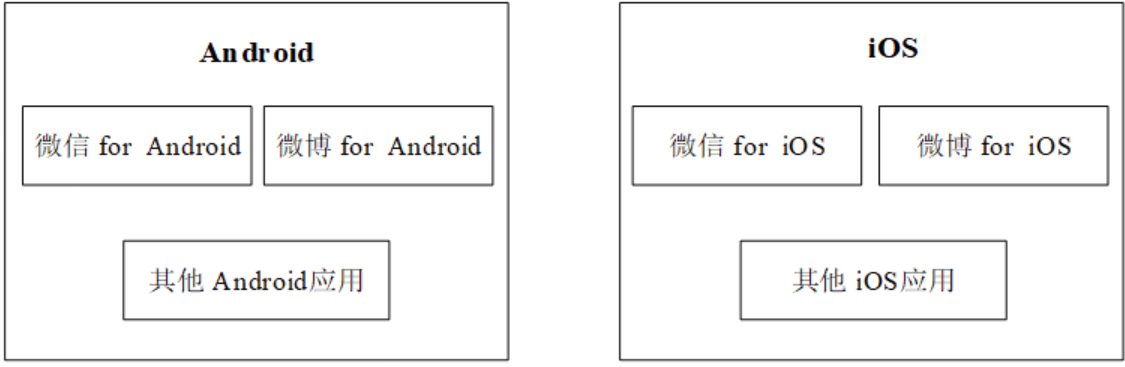 Android
微信 for Android
微博 for Android
其他 Android应用
iOS
微信 for iOS
微博 for iOS
其他 iOS应用